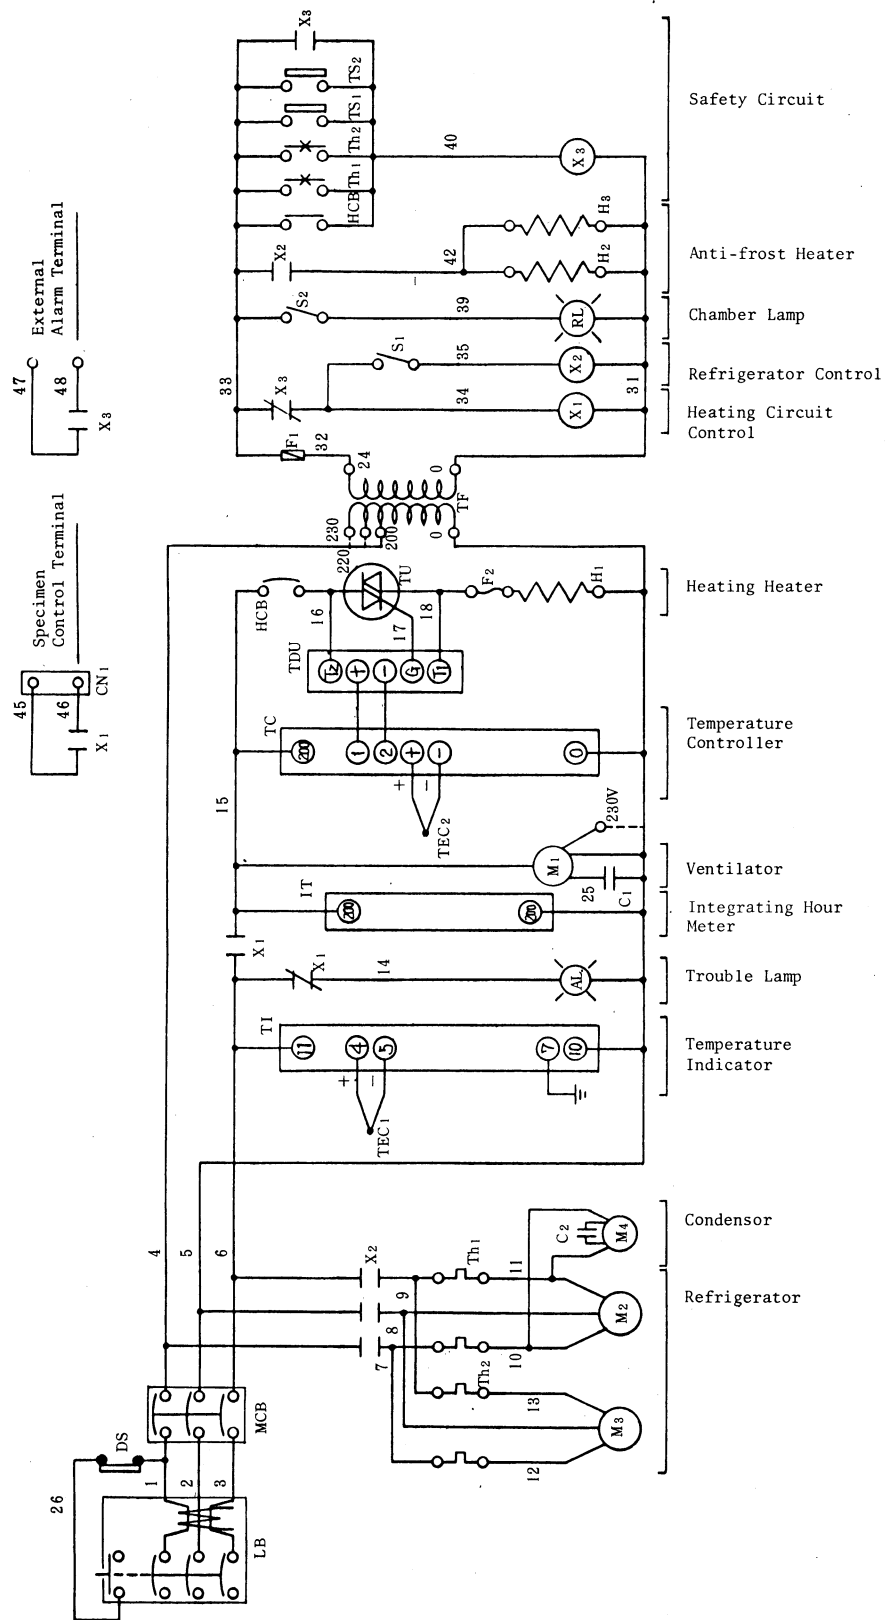 X3
TS2
TS1
Th2
Th1
HCB
40
X3
Safety Circuit
X2
42
H3
H2
Anti-frost Heater
S2
39
RL
Chamber Lamp
S1
35
X2
Refrigerator Control
33
X3
34
X1
31
Heating Circuit
Control
F1
32
24
0
TF
230
220
200
0
47
48
External
Alarm Terminal
X3
45
46
Specimen
Control Terminal
CN1
X1
HCB
16
TU
17
18
F2
H1
Heating Heater
TDU
T2
+
-
G
T1
TC
200
1
2
+
-
0
+
-
TEC2
Temperature
Controller
15
M1
230V
25
C1
Ventilator
IT
200
200
Integrating Hour
Meter
X1
X1
14
AL
Trouble Lamp
TI
11
4
5
7
10
+
-
TEC1
Temperature
Indicator
4
5
6
C2
M4
Condensor
X2
Th1
11
9
8
7
M2
Refrigerator
10
Th2
13
M3
12
MCB
DS
26
1
2
3
LB